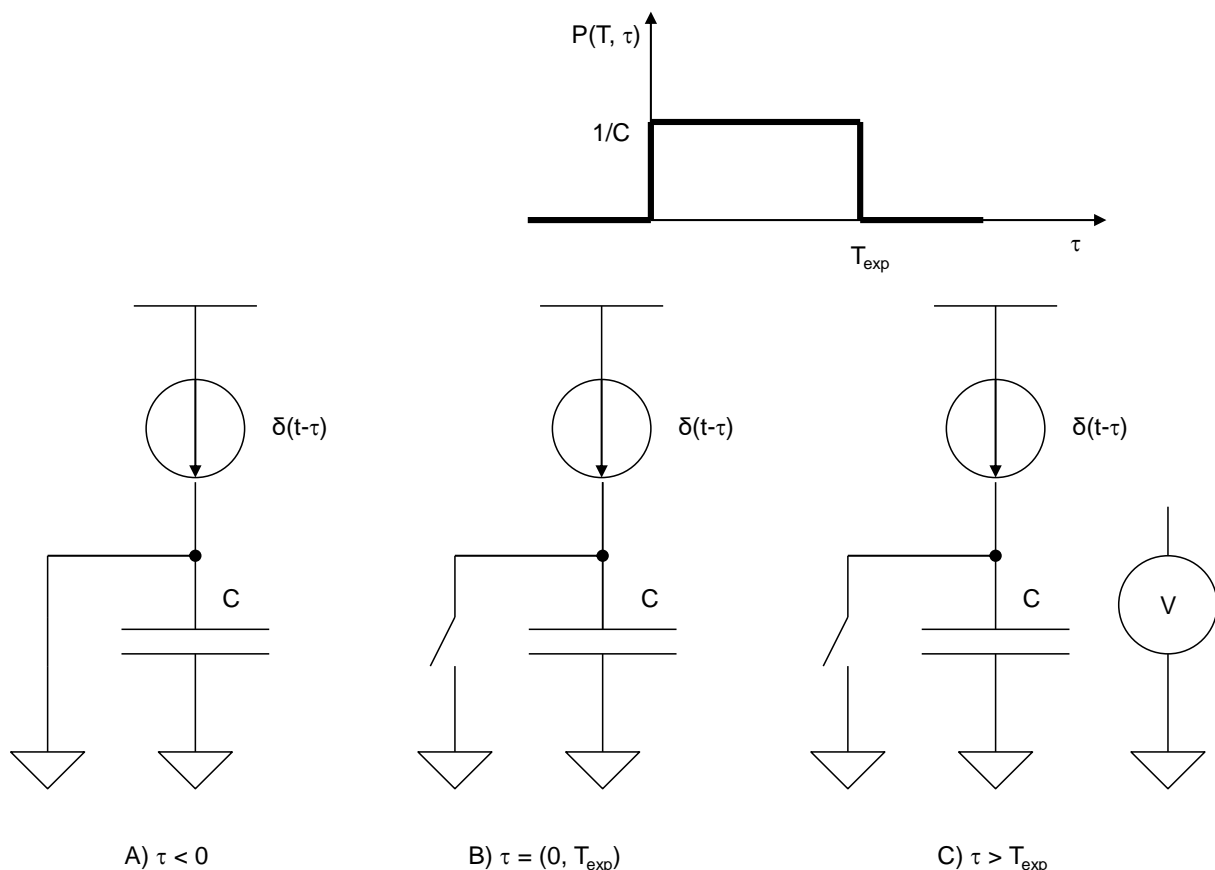 P(T, τ)
1/C
τ
T_exp
δ(t-τ)
δ(t-τ)
δ(t-τ)
C
C
C
V
A) τ < 0
B) τ = (0, T_exp)
C) τ > T_exp